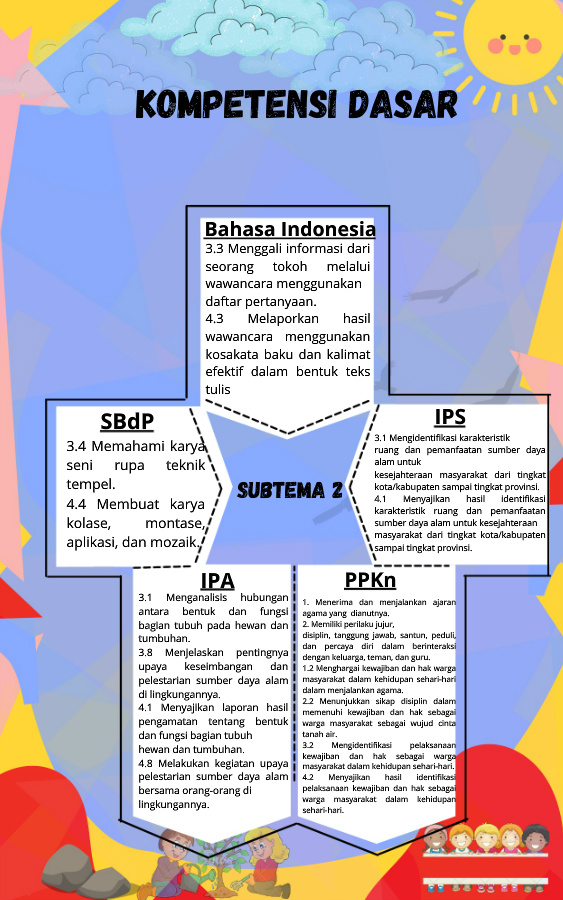 KOMPETENSI DASAR
Bahasa Indonesia
3.3 Menggali informasi dari
seorang tokoh melalui
wawancara menggunakan
daftar pertanyaan.
4.3 Melaporkan hasil
wawancara menggunakan
kosakata baku dan kalimat
efektif dalam bentuk teks
tulis
SBdP
3.4 Memahami karya
seni rupa teknik
tempel.
4.4 Membuat karya
kolase, montase,
aplikasi, dan mozaik.
SUBTEMA 2
IPS
3.1 Mengidentifikasi karakteristik
ruang dan pemanfaatan sumber daya
alam untuk
kesejahteraan masyarakat dari tingkat
kota/kabupaten sampai tingkat provinsi.
4.1 Menyajikan hasil identifikasi
karakteristik ruang dan pemanfaatan
sumber daya alam untuk kesejahteraan
masyarakat dari tingkat kota/kabupaten
sampai tingkat provinsi.
IPA
3.1 Menganalisis hubungan
antara bentuk dan fungsi
bagian tubuh pada hewan dan
tumbuhan.
3.8 Menjelaskan pentingnya
upaya keseimbangan dan
pelestarian sumber daya alam
di lingkungannya.
4.1 Menyajikan laporan hasil
pengamatan tentang bentuk
dan fungsi bagian tubuh
hewan dan tumbuhan.
4.8 Melakukan kegiatan upaya
pelestarian sumber daya alam
bersama orang-orang di
lingkungannya.
PPKn
1. Menerima dan menjalankan ajaran
agama yang dianutnya.
2. Memiliki perilaku jujur,
disiplin, tanggung jawab, santun, peduli,
dan percaya diri dalam berinteraksi
dengan keluarga, teman, dan guru.
1.2 Menghargai kewajiban dan hak warga
masyarakat dalam kehidupan sehari-hari
dalam menjalankan agama.
2.2 Menunjukkan sikap disiplin dalam
memenuhi kewajiban dan hak sebagai
warga masyarakat sebagai wujud cinta
tanah air.
3.2 Mengidentifikasi pelaksanaan
kewajiban dan hak sebagai warga
masyarakat dalam kehidupan sehari-hari.
4.2 Menyajikan hasil identifikasi
pelaksanaan kewajiban dan hak sebagai
warga masyarakat dalam kehidupan
sehari-hari.